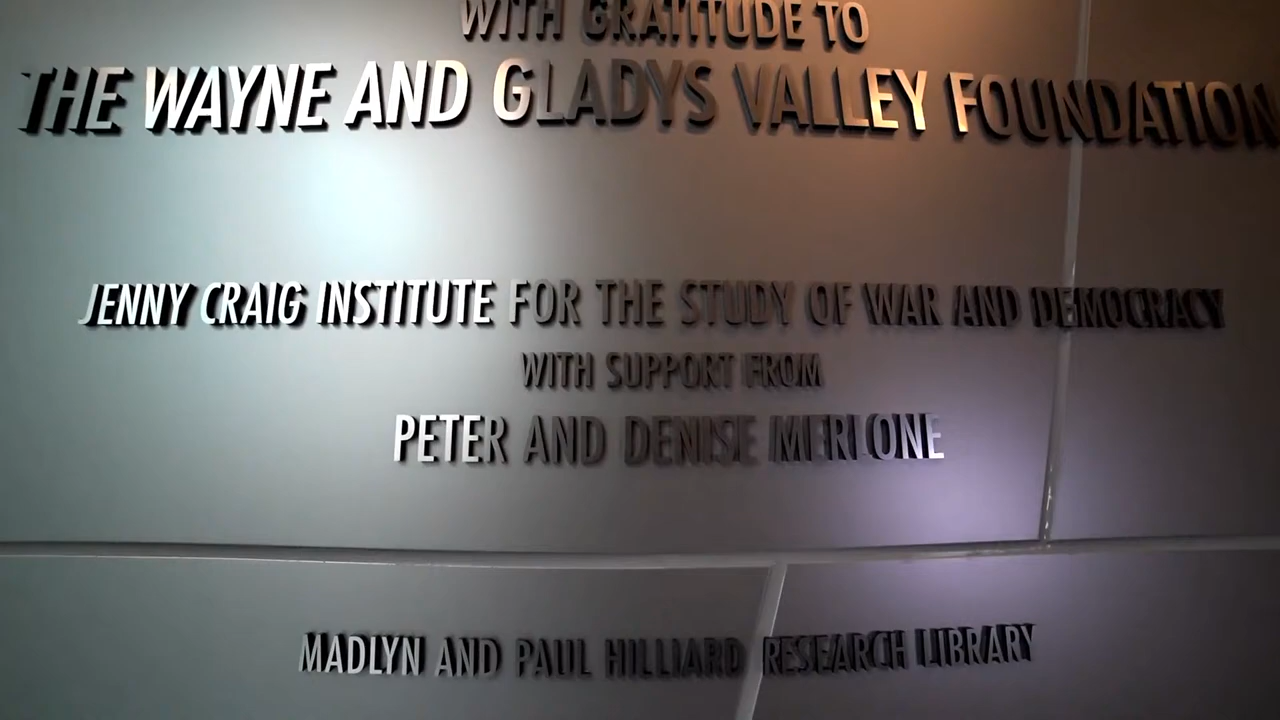 WITH GRATITUDE TO
THE WAYNE AND GLADYS VALLEY FOUNDATION
JENNY CRAIG INSTITUTE FOR THE STUDY OF WAR AND DEMOCRACY
WITH SUPPORT FROM
PETER AND DENISE MERLONE
MADLYN AND PAUL HILLIARD RESEARCH LIBRARY